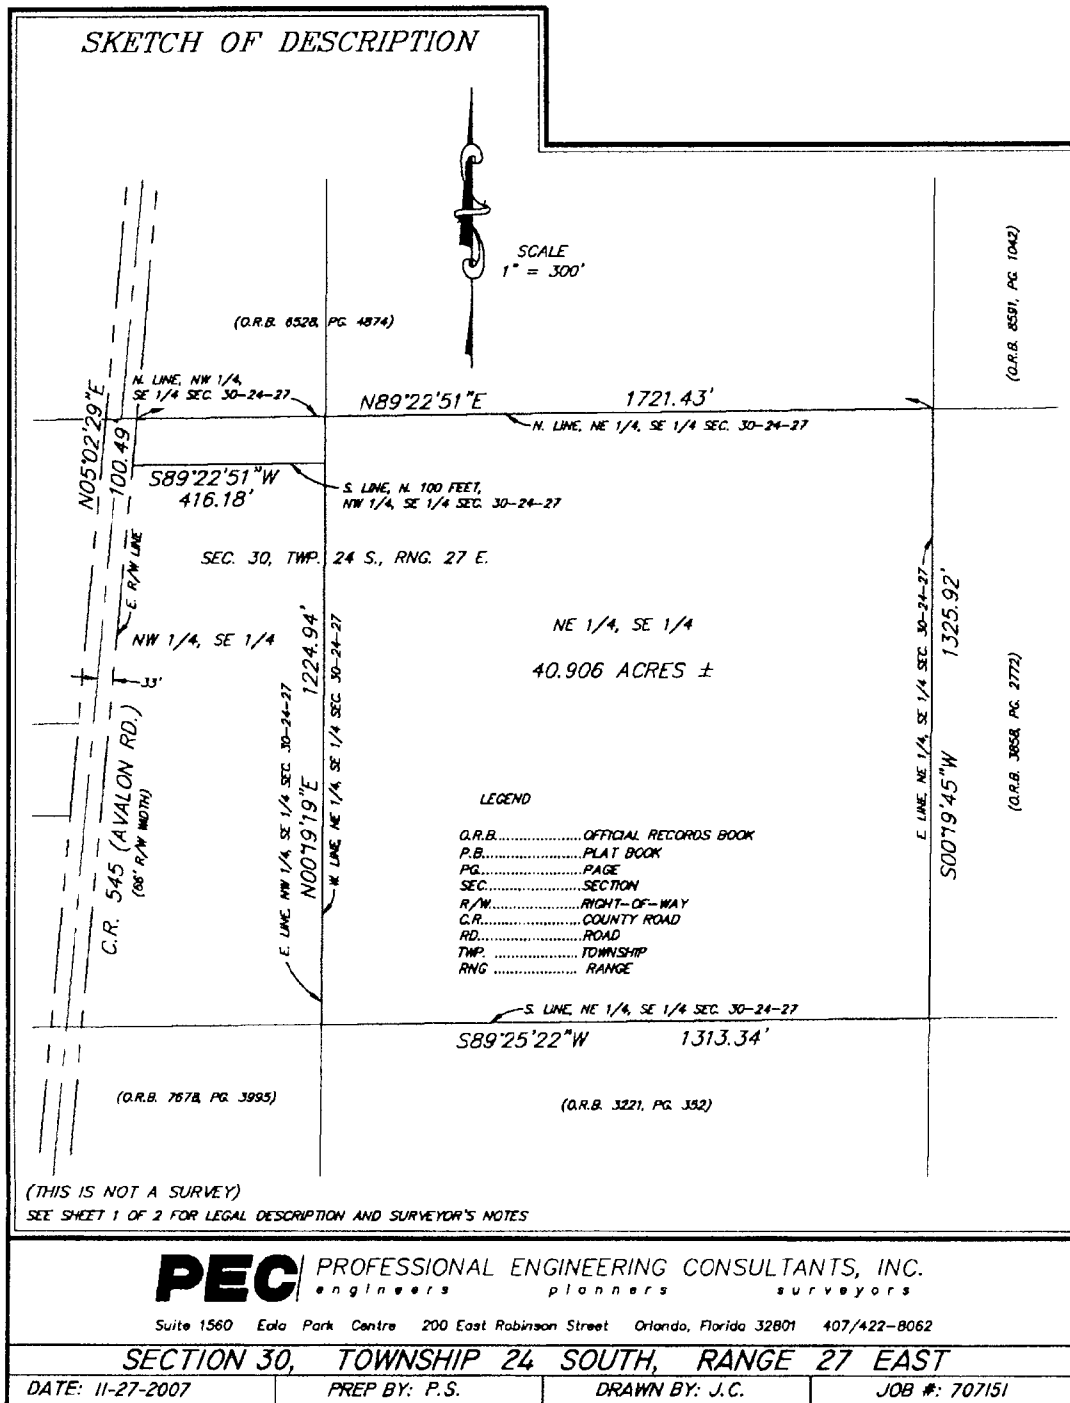 SKETCH OF DESCRIPTION
SCALE
1" = 300'
(O.R.B. 8591, PG. 1042)
(O.R.B. 6528, PG. 4874)
N. LINE, NW 1/4,
SE 1/4 SEC. 30-24-27
N89°22'51"E 1721.43'
N. LINE, NE 1/4, SE 1/4 SEC. 30-24-27
N05°02'29"E
100.49'
S89°22'51"W
416.18'
S. LINE, N. 100 FEET,
NW 1/4, SE 1/4 SEC. 30-24-27
SEC. 30, TWP. 24 S., RNG. 27 E.
E. R/W LINE
NW 1/4, SE 1/4
NE 1/4, SE 1/4
40.906 ACRES ±
33'
C.R. 545 (AVALON RD.)
(66' R/W WIDTH)
E. LINE, NW 1/4, SE 1/4 SEC. 30-24-27
N00°19'19"E 1224.94'
W. LINE, NE 1/4, SE 1/4 SEC. 30-24-27
E. LINE, NE 1/4, SE 1/4 SEC. 30-24-27
S00°19'45"W 1325.92'
(O.R.B. 3858, PG. 2772)
LEGEND
O.R.B. OFFICIAL RECORDS BOOK
P.B. PLAT BOOK
PG. PAGE
SEC. SECTION
R/W. RIGHT-OF-WAY
C.R. COUNTY ROAD
RD. ROAD
TWP. TOWNSHIP
RNG RANGE
S. LINE, NE 1/4, SE 1/4 SEC. 30-24-27
S89°25'22"W 1313.34'
(O.R.B. 7678, PG. 3995)
(O.R.B. 3221, PG. 352)
(THIS IS NOT A SURVEY)
SEE SHEET 1 OF 2 FOR LEGAL DESCRIPTION AND SURVEYOR'S NOTES
PEC PROFESSIONAL ENGINEERING CONSULTANTS, INC.
engineers planners surveyors
Suite 1560 Eola Park Centre 200 East Robinson Street Orlando, Florida 32801 407/422-8062
SECTION 30, TOWNSHIP 24 SOUTH, RANGE 27 EAST
DATE: 11-27-2007 PREP BY: P.S. DRAWN BY: J.C. JOB #: 707151